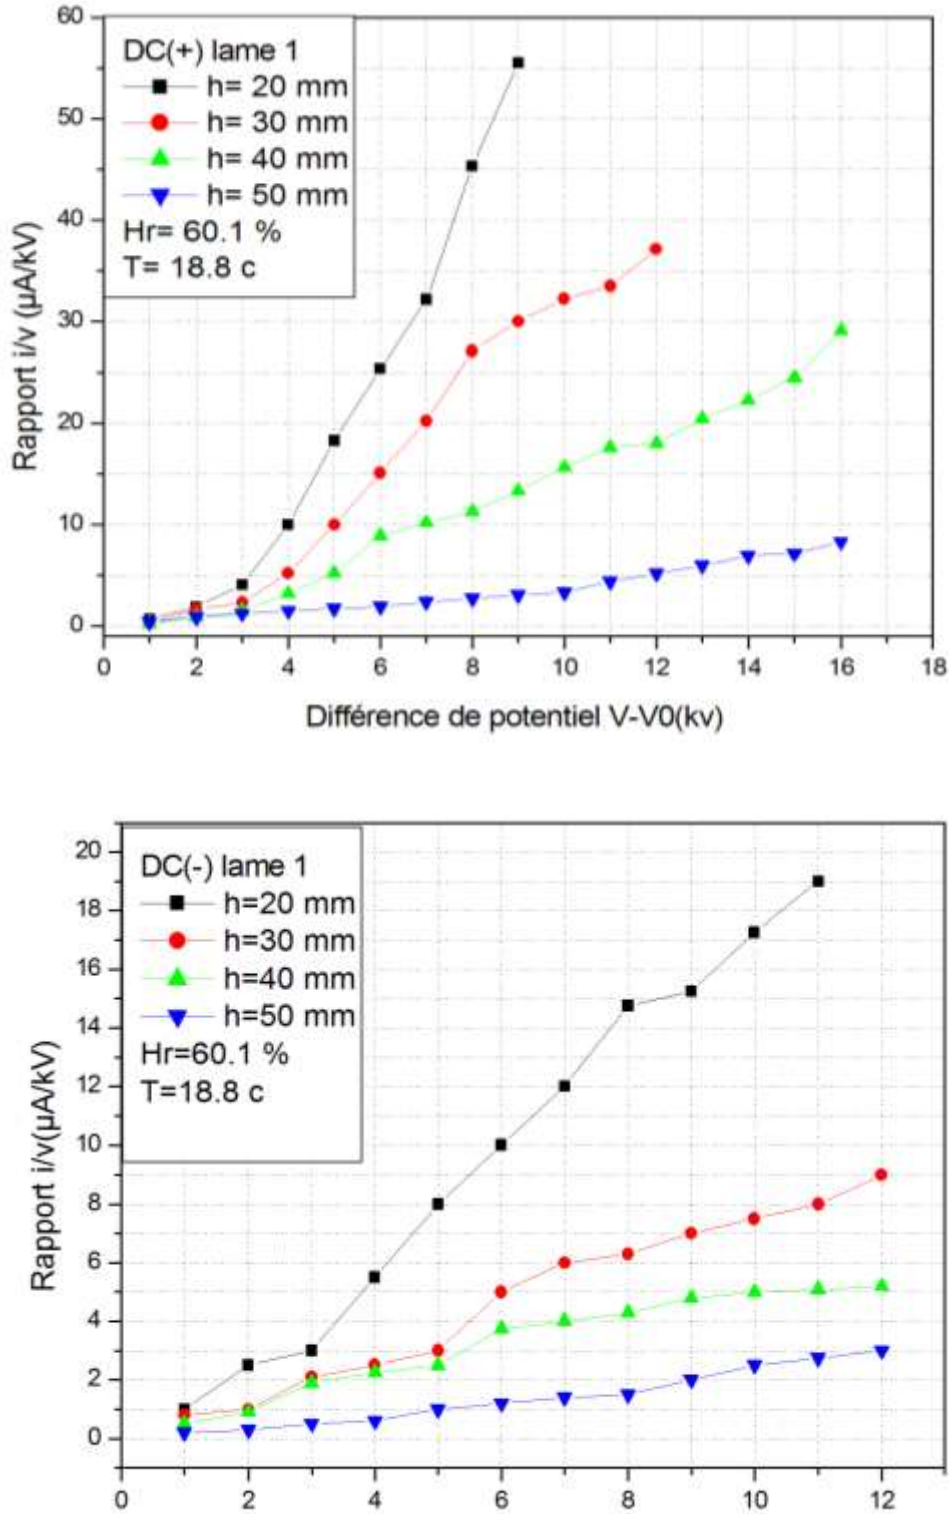 60
50
40
30
20
10
0
Rapport i/v (µA/kV)
DC(+) lame 1
h= 20 mm
h= 30 mm
h= 40 mm
h= 50 mm
Hr= 60.1 %
T= 18.8 c
0 2 4 6 8 10 12 14 16 18
Différence de potentiel V-V0(kv)
20
18
16
14
12
10
8
6
4
2
0
Rapport i/v(µA/kV)
DC(-) lame 1
h=20 mm
h=30 mm
h=40 mm
h=50 mm
Hr=60.1 %
T=18.8 c
0 2 4 6 8 10 12